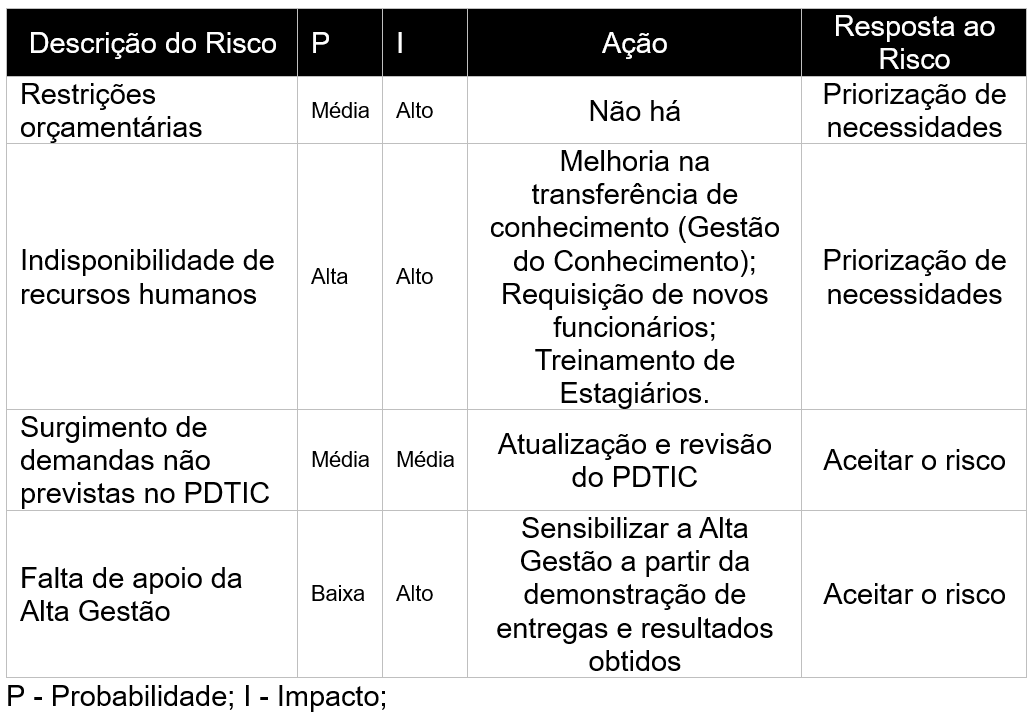 Descrição do Risco
P
I
Ação
Resposta ao
Risco
Restrições
orçamentárias
Média
Alto
Não há
Priorização de
necessidades
Indisponibilidade de
recursos humanos
Alta
Alto
Melhoria na
transferência de
conhecimento (Gestão
do Conhecimento);
Requisição de novos
funcionários;
Treinamento de
Estagiários.
Priorização de
necessidades
Surgimento de
demandas não
previstas no PDTIC
Média
Média
Atualização e revisão
do PDTIC
Aceitar o risco
Falta de apoio da
Alta Gestão
Baixa
Alto
Sensibilizar a Alta
Gestão a partir da
demonstração de
entregas e resultados
obtidos
Aceitar o risco
P - Probabilidade; I - Impacto;